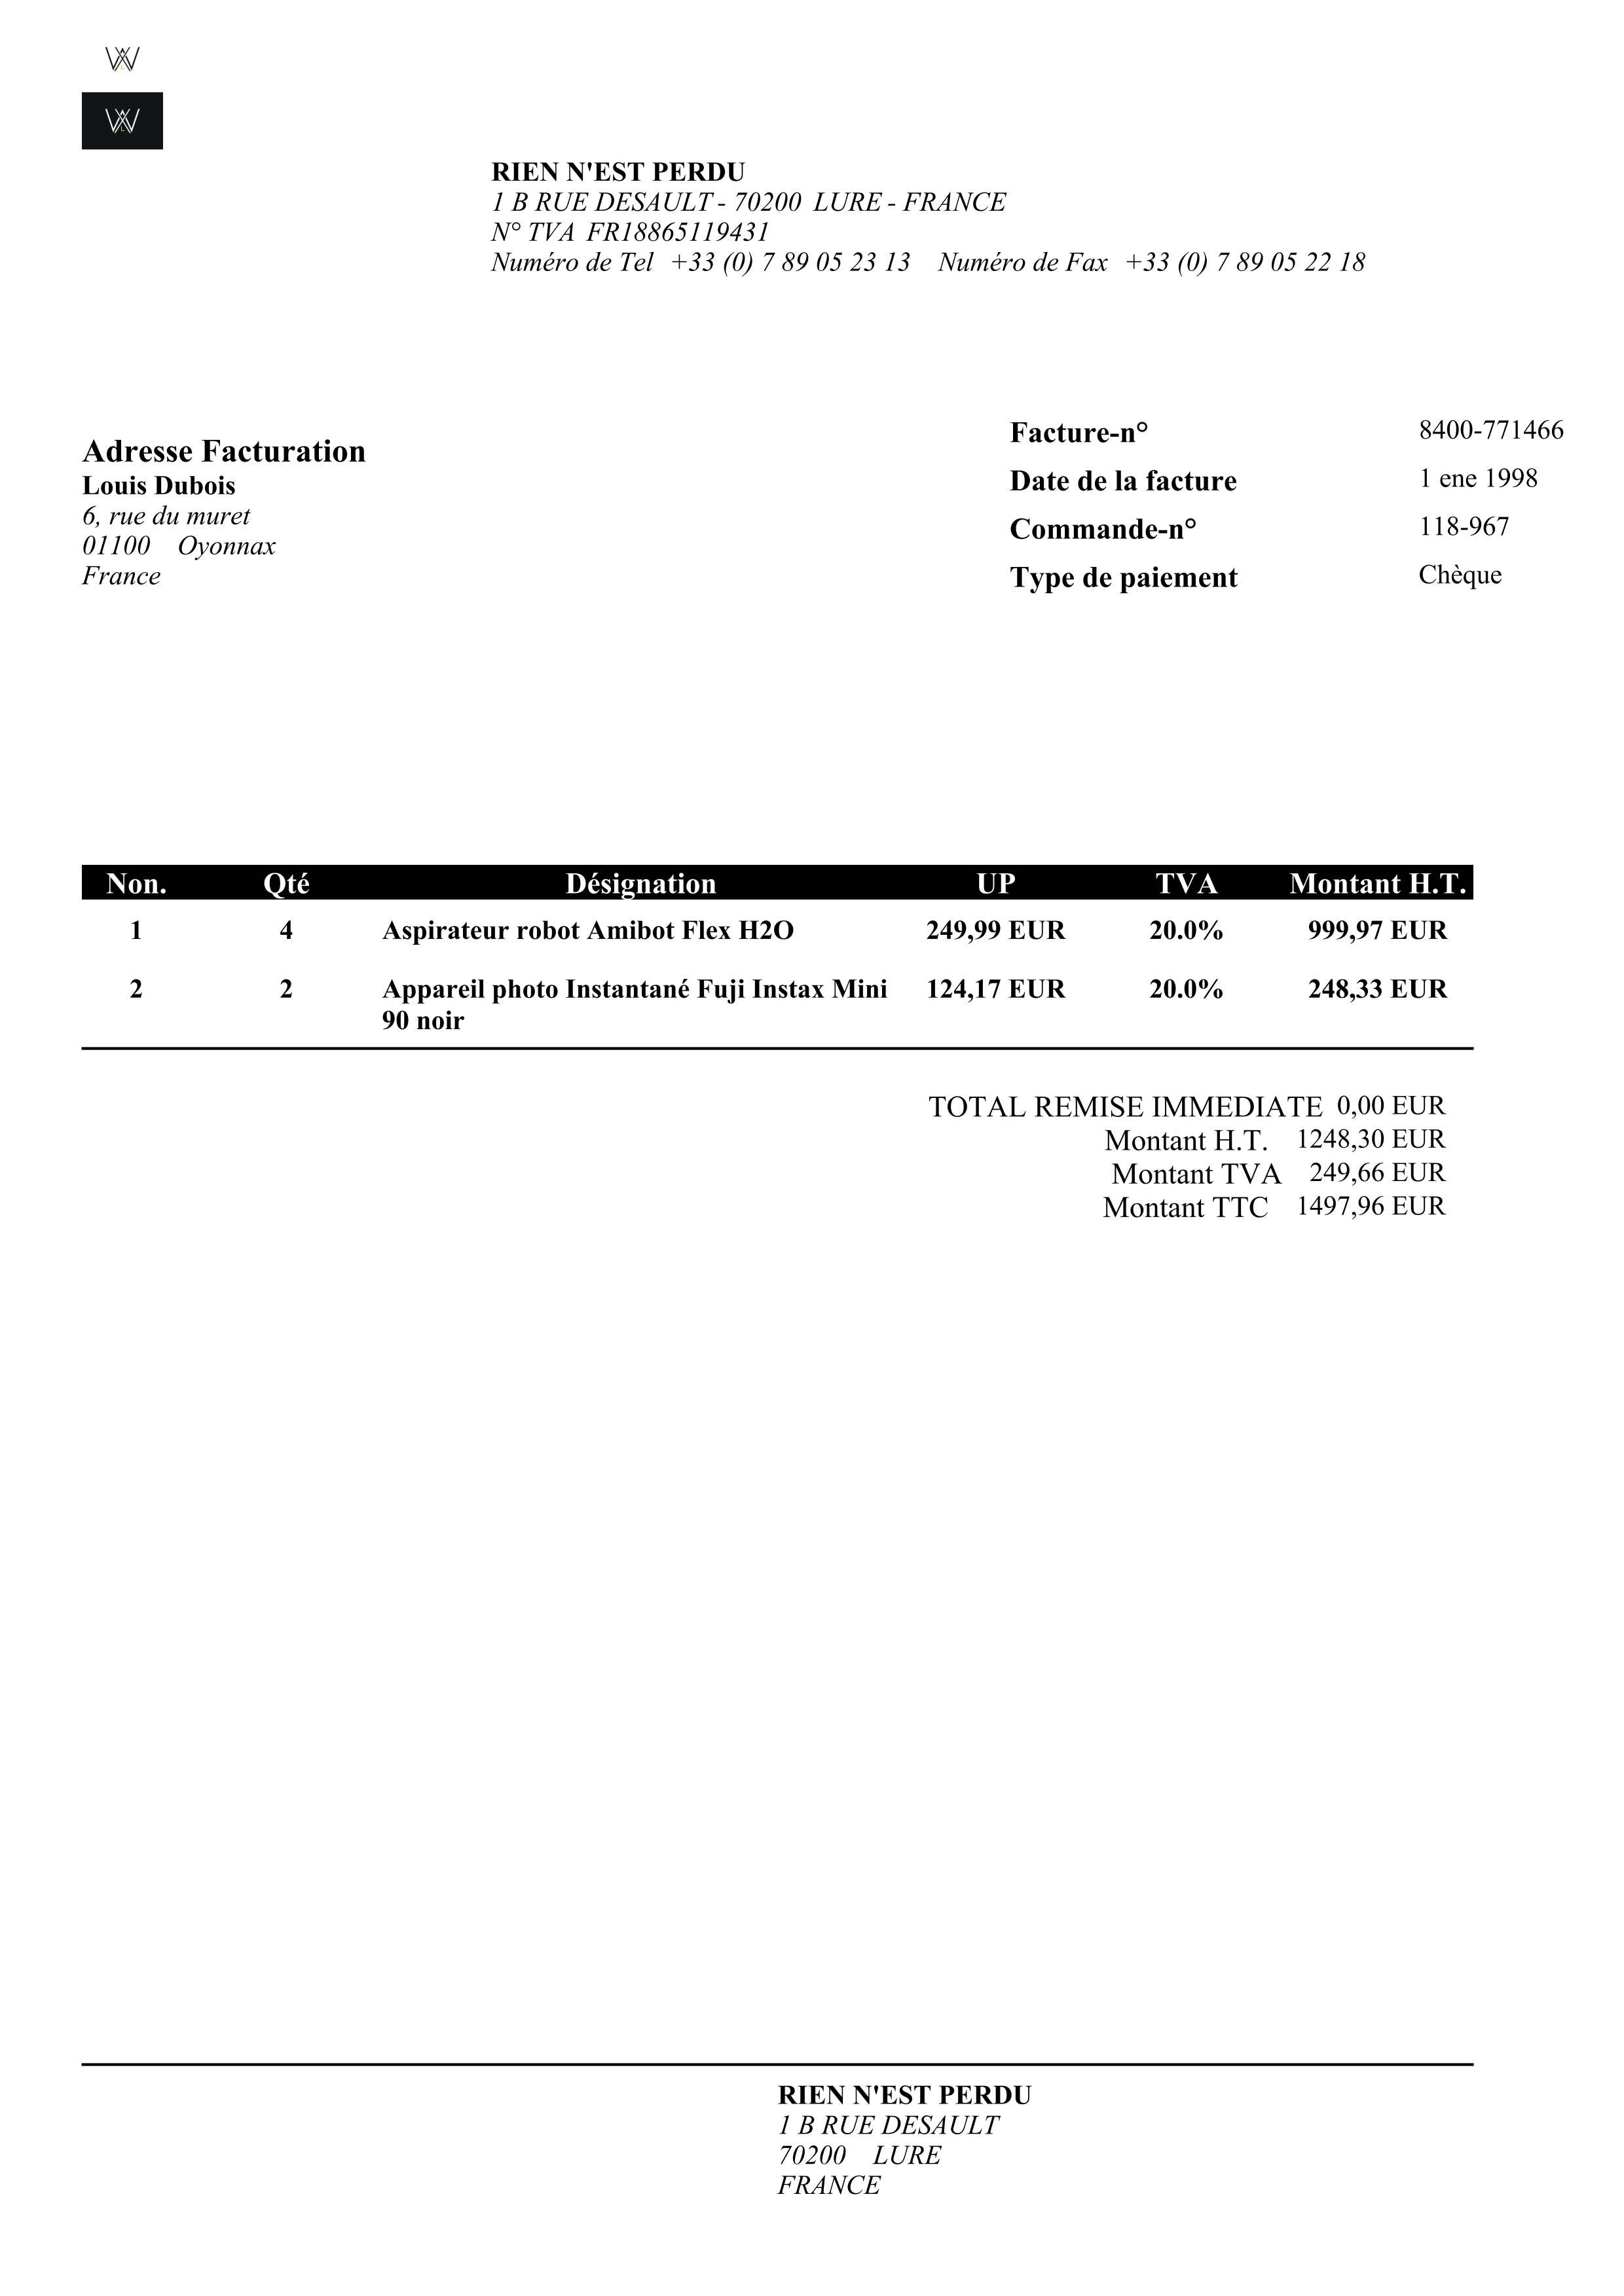 RIEN N'EST PERDU
1 B RUE DESAULT - 70200 LURE - FRANCE
N° TVA FR18865119431
Numéro de Tel +33 (0) 7 89 05 23 13 Numéro de Fax +33 (0) 7 89 05 22 18
Adresse Facturation
Louis Dubois
6, rue du muret
01100 Oyonnax
France
Facture-n° 8400-771466
Date de la facture 1 ene 1998
Commande-n° 118-967
Type de paiement Chèque
Non. Qté Désignation UP TVA Montant H.T.
1 4 Aspirateur robot Amibot Flex H2O 249,99 EUR 20.0% 999,97 EUR
2 2 Appareil photo Instantané Fuji Instax Mini 124,17 EUR 20.0% 248,33 EUR
90 noir
TOTAL REMISE IMMEDIATE 0,00 EUR
Montant H.T. 1248,30 EUR
Montant TVA 249,66 EUR
Montant TTC 1497,96 EUR
RIEN N'EST PERDU
1 B RUE DESAULT
70200 LURE
FRANCE